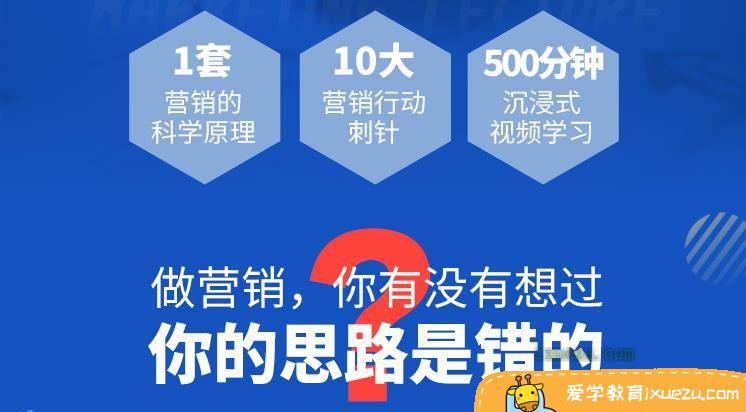 MARKETING LECTURE
1套
营销的
科学原理
10大
营销行动
刺针
500分钟
沉浸式
视频学习
?
做营销，你有没有想过
你的思路是错的
爱学教育ixuezu.com